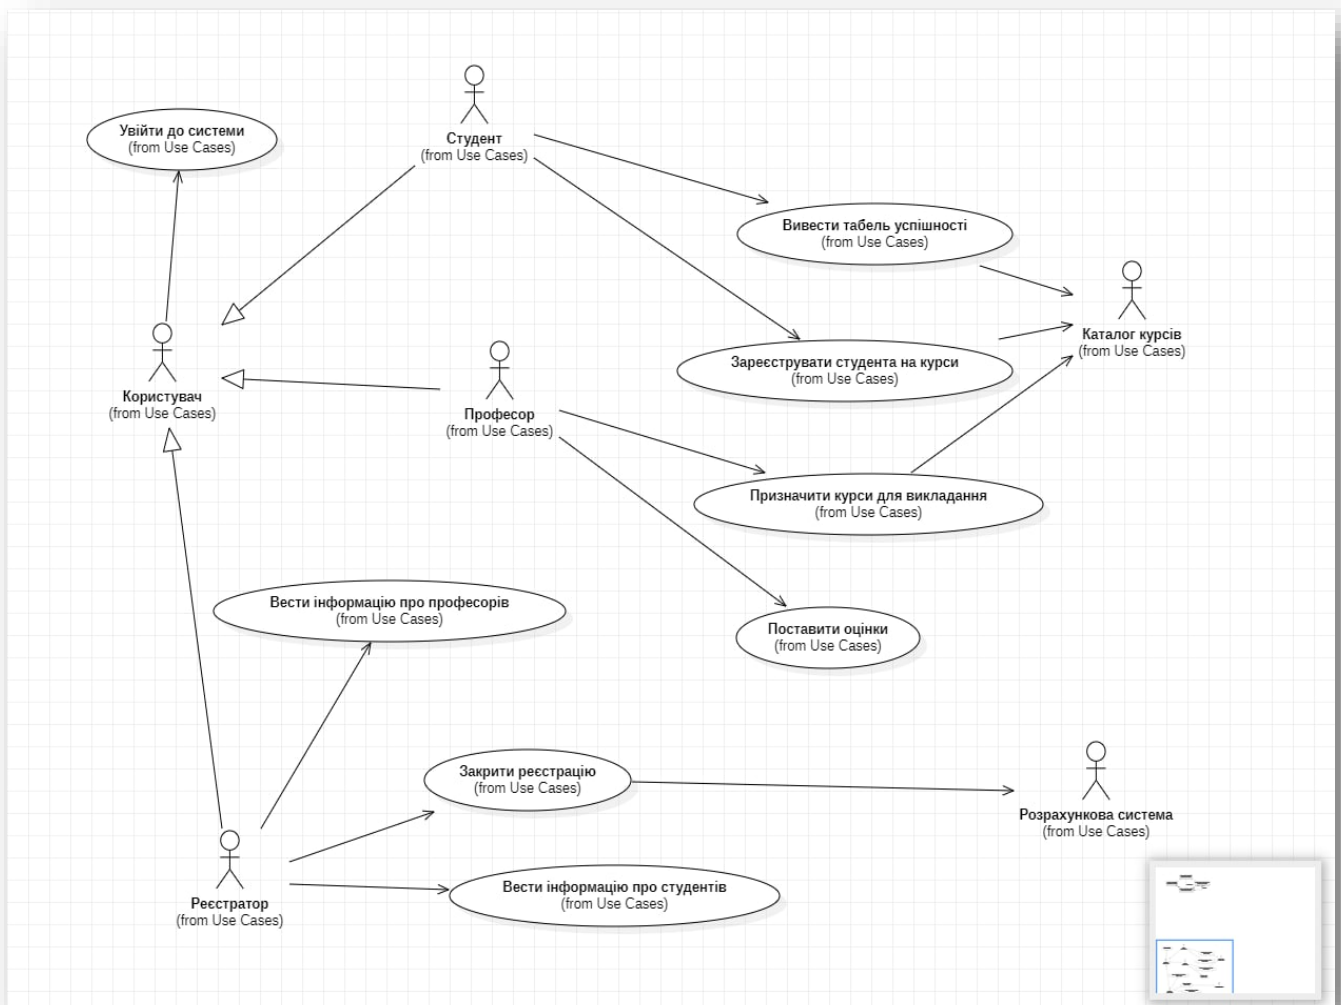 Студент
(from Use Cases)
Увійти до системи
(from Use Cases)
Вивести табель успішності
(from Use Cases)
Каталог курсів
(from Use Cases)
Зареєструвати студента на курси
(from Use Cases)
Користувач
(from Use Cases)
Професор
(from Use Cases)
Призначити курси для викладання
(from Use Cases)
Вести інформацію про професорів
(from Use Cases)
Поставити оцінки
(from Use Cases)
Закрити реєстрацію
(from Use Cases)
Розрахункова система
(from Use Cases)
Вести інформацію про студентів
(from Use Cases)
Реєстратор
(from Use Cases)